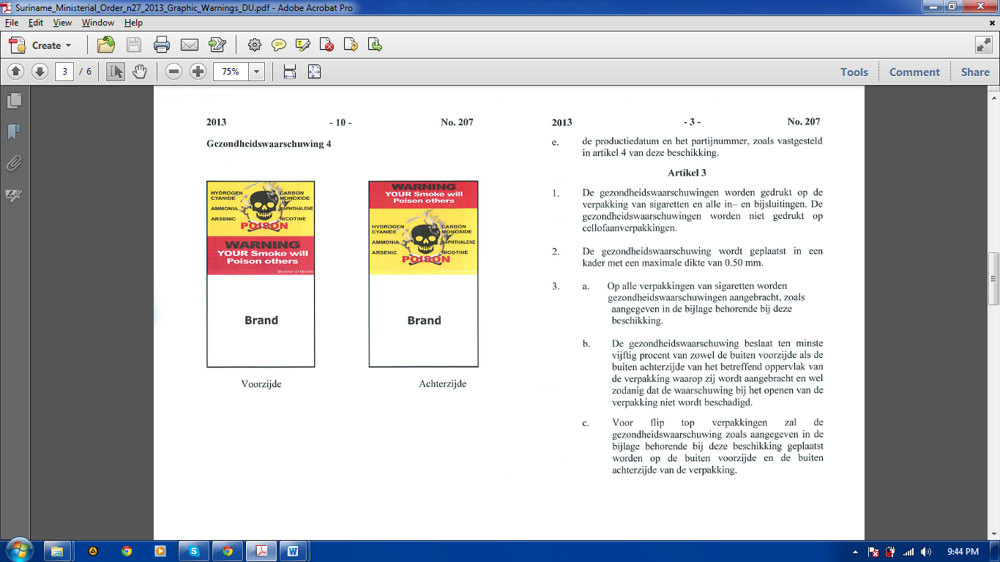 Suriname_Ministerial_Order_n27_2013_Graphic_Warnings_DU.pdf - Adobe Acrobat Pro
File Edit View Window Help
Create
3 / 6 75% Tools Comment Share
2013 - 10 - No. 207
Gezondheidswaarschuwing 4
HYDROGEN CYANIDE
CARBON MONOXIDE
AMMONIA
NAPHTHALENE
ARSENIC
NICOTINE
POISON
WARNING
YOUR Smoke will
Poison others
Minister of Health
Brand
Voorzijde
WARNING
YOUR Smoke will
Poison others
HYDROGEN CYANIDE
CARBON MONOXIDE
AMMONIA
NAPHTHALENE
ARSENIC
NICOTINE
POISON
Minister of Health
Brand
Achterzijde
2013 - 3 - No. 207
e. de productiedatum en het partijnummer, zoals vastgesteld
in artikel 4 van deze beschikking.
Artikel 3
1. De gezondheidswaarschuwingen worden gedrukt op de
verpakking van sigaretten en alle in– en bijsluitingen. De
gezondheidswaarschuwingen worden niet gedrukt op
cellofaanverpakkingen.
2. De gezondheidswaarschuwing wordt geplaatst in een
kader met een maximale dikte van 0.50 mm.
3. a. Op alle verpakkingen van sigaretten worden
gezondheidswaarschuwingen aangebracht, zoals
aangegeven in de bijlage behorende bij deze
beschikking.
b. De gezondheidswaarschuwing beslaat ten minste
vijftig procent van zowel de buiten voorzijde als de
buiten achterzijde van het betreffend oppervlak van
de verpakking waarop zij wordt aangebracht en wel
zodanig dat de waarschuwing bij het openen van de
verpakking niet wordt beschadigd.
c. Voor flip top verpakkingen zal de
gezondheidswaarschuwing zoals aangegeven in de
bijlage behorende bij deze beschikking geplaatst
worden op de buiten voorzijde en de buiten
achterzijde van de verpakking.
9:44 PM